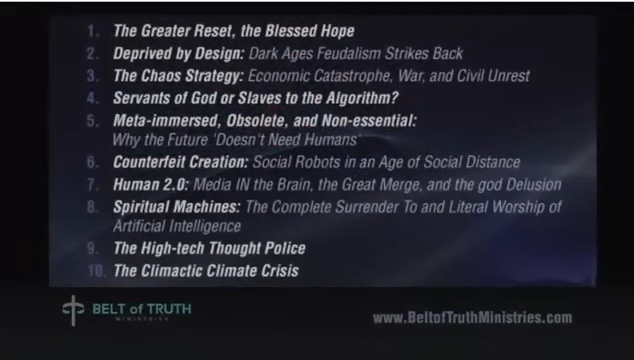 1. The Greater Reset, the Blessed Hope
2. Deprived by Design: Dark Ages Feudalism Strikes Back
3. The Chaos Strategy: Economic Catastrophe, War, and Civil Unrest
4. Servants of God or Slaves to the Algorithm?
5. Meta-immersed, Obsolete, and Non-essential:
Why the Future 'Doesn't Need Humans'
6. Counterfeit Creation: Social Robots in an Age of Social Distance
7. Human 2.0: Media IN the Brain, the Great Merge, and the god Delusion
8. Spiritual Machines: The Complete Surrender To and Literal Worship of
Artificial Intelligence
9. The High-tech Thought Police
10. The Climactic Climate Crisis
BELT of TRUTH
MINISTRIES
www.BeltofTruthMinistries.com